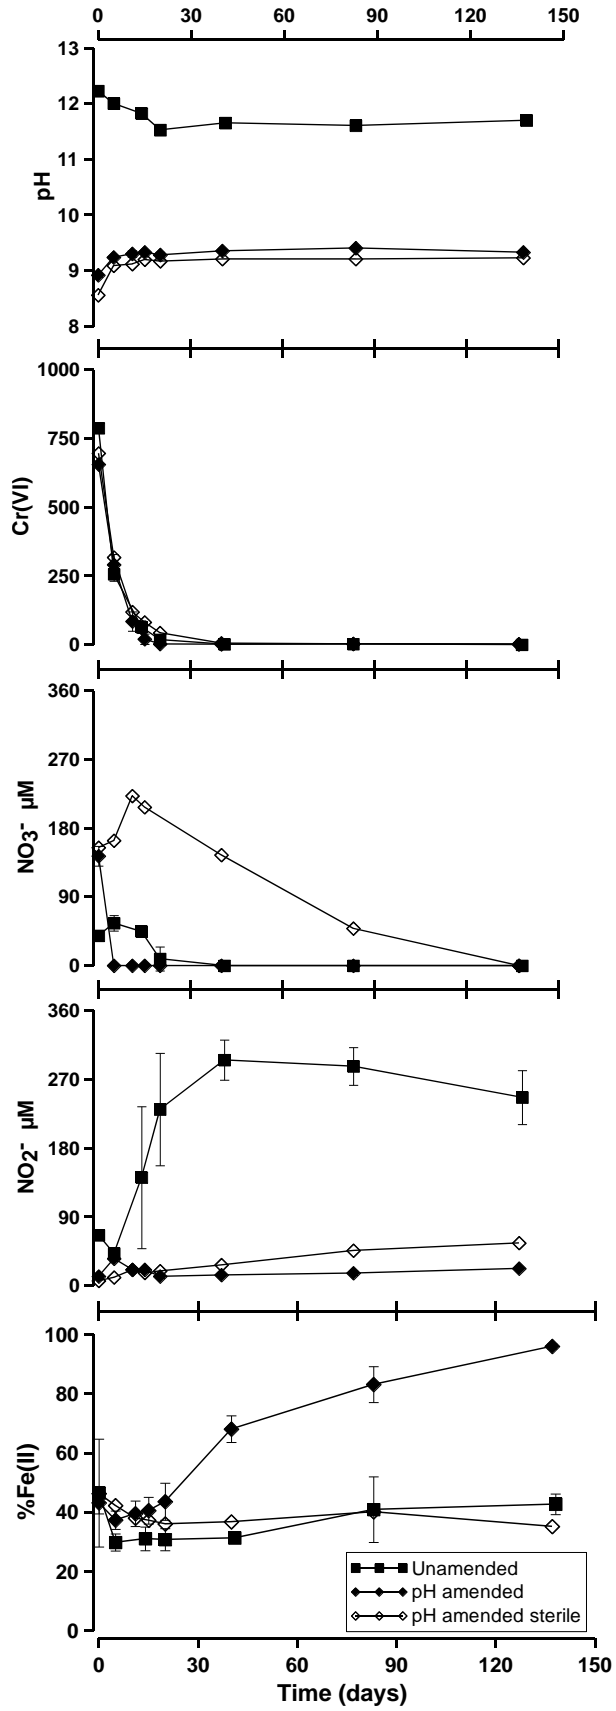 0 30 60 90 120 150
13
12
11
10
9
8
pH
1000
750
500
250
0
Cr(VI)
360
270
180
90
0
NO3- µM
360
270
180
90
0
NO2- µM
100
80
60
40
20
0
%Fe(II)
Unamended
pH amended
pH amended sterile
0 30 60 90 120 150
Time (days)